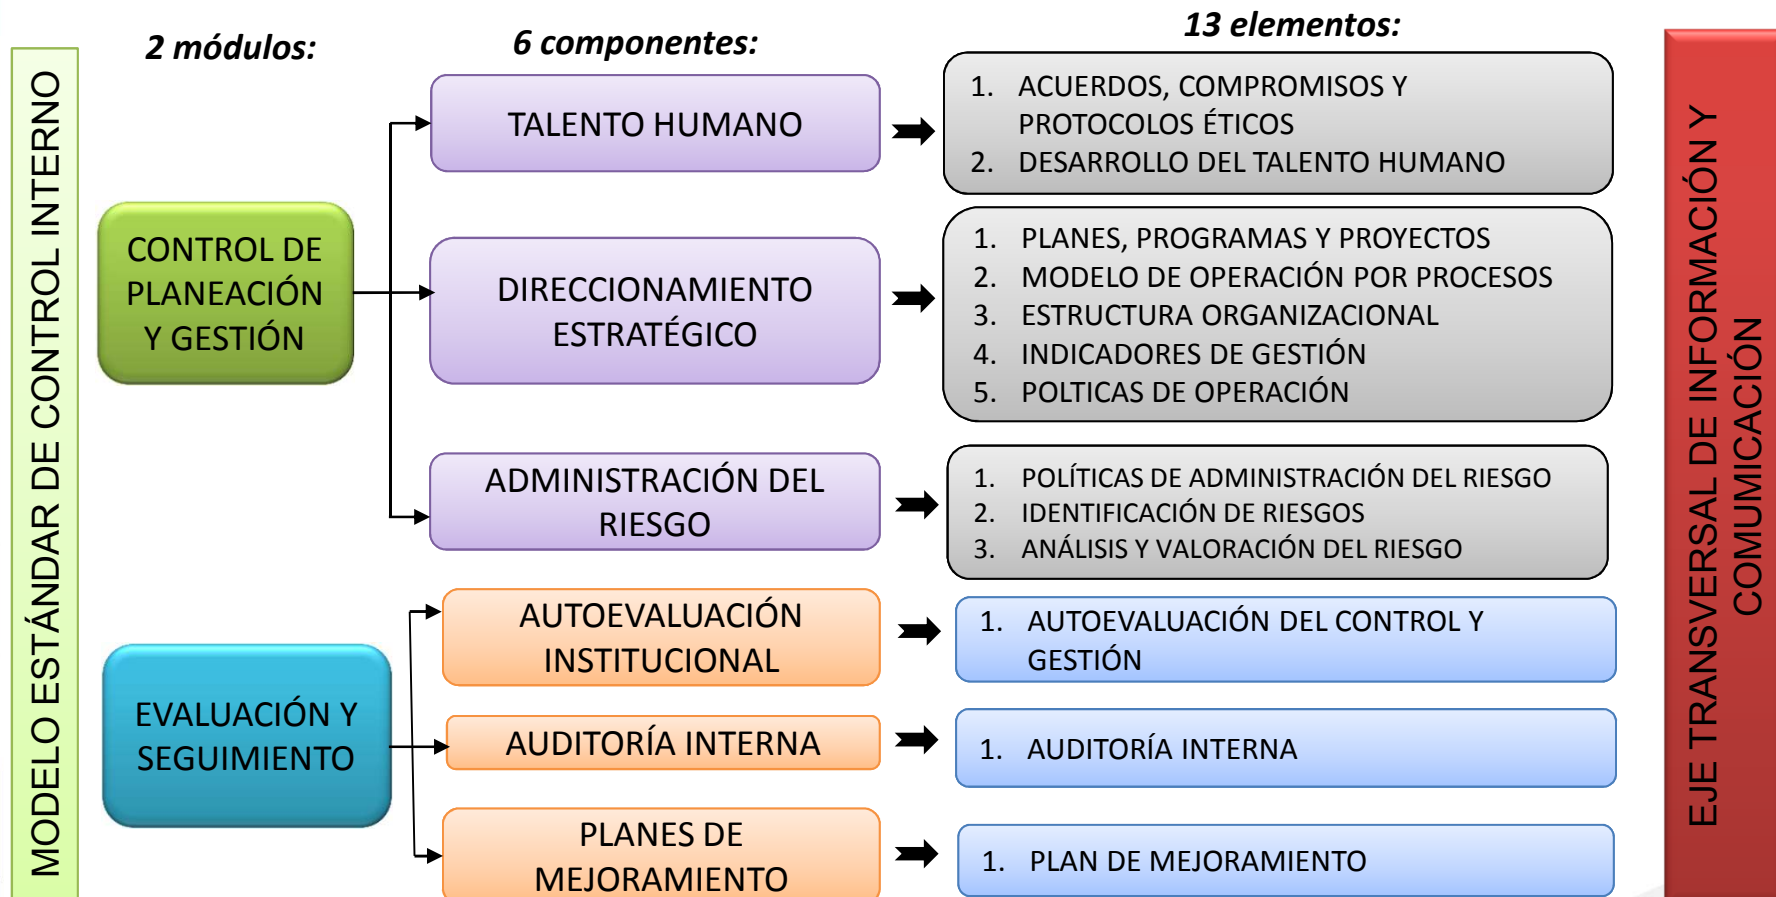 MODELO ESTÁNDAR DE CONTROL INTERNO
2 módulos:
6 componentes:
13 elementos:
CONTROL DE
PLANEACIÓN
Y GESTIÓN
TALENTO HUMANO
1. ACUERDOS, COMPROMISOS Y
PROTOCOLOS ÉTICOS
2. DESARROLLO DEL TALENTO HUMANO
DIRECCIONAMIENTO
ESTRATÉGICO
1. PLANES, PROGRAMAS Y PROYECTOS
2. MODELO DE OPERACIÓN POR PROCESOS
3. ESTRUCTURA ORGANIZACIONAL
4. INDICADORES DE GESTIÓN
5. POLTICAS DE OPERACIÓN
ADMINISTRACIÓN DEL
RIESGO
1. POLÍTICAS DE ADMINISTRACIÓN DEL RIESGO
2. IDENTIFICACIÓN DE RIESGOS
3. ANÁLISIS Y VALORACIÓN DEL RIESGO
EVALUACIÓN Y
SEGUIMIENTO
AUTOEVALUACIÓN
INSTITUCIONAL
1. AUTOEVALUACIÓN DEL CONTROL Y
GESTIÓN
AUDITORÍA INTERNA
1. AUDITORÍA INTERNA
PLANES DE
MEJORAMIENTO
1. PLAN DE MEJORAMIENTO
EJE TRANSVERSAL DE INFORMACIÓN Y
COMUMICACIÓN